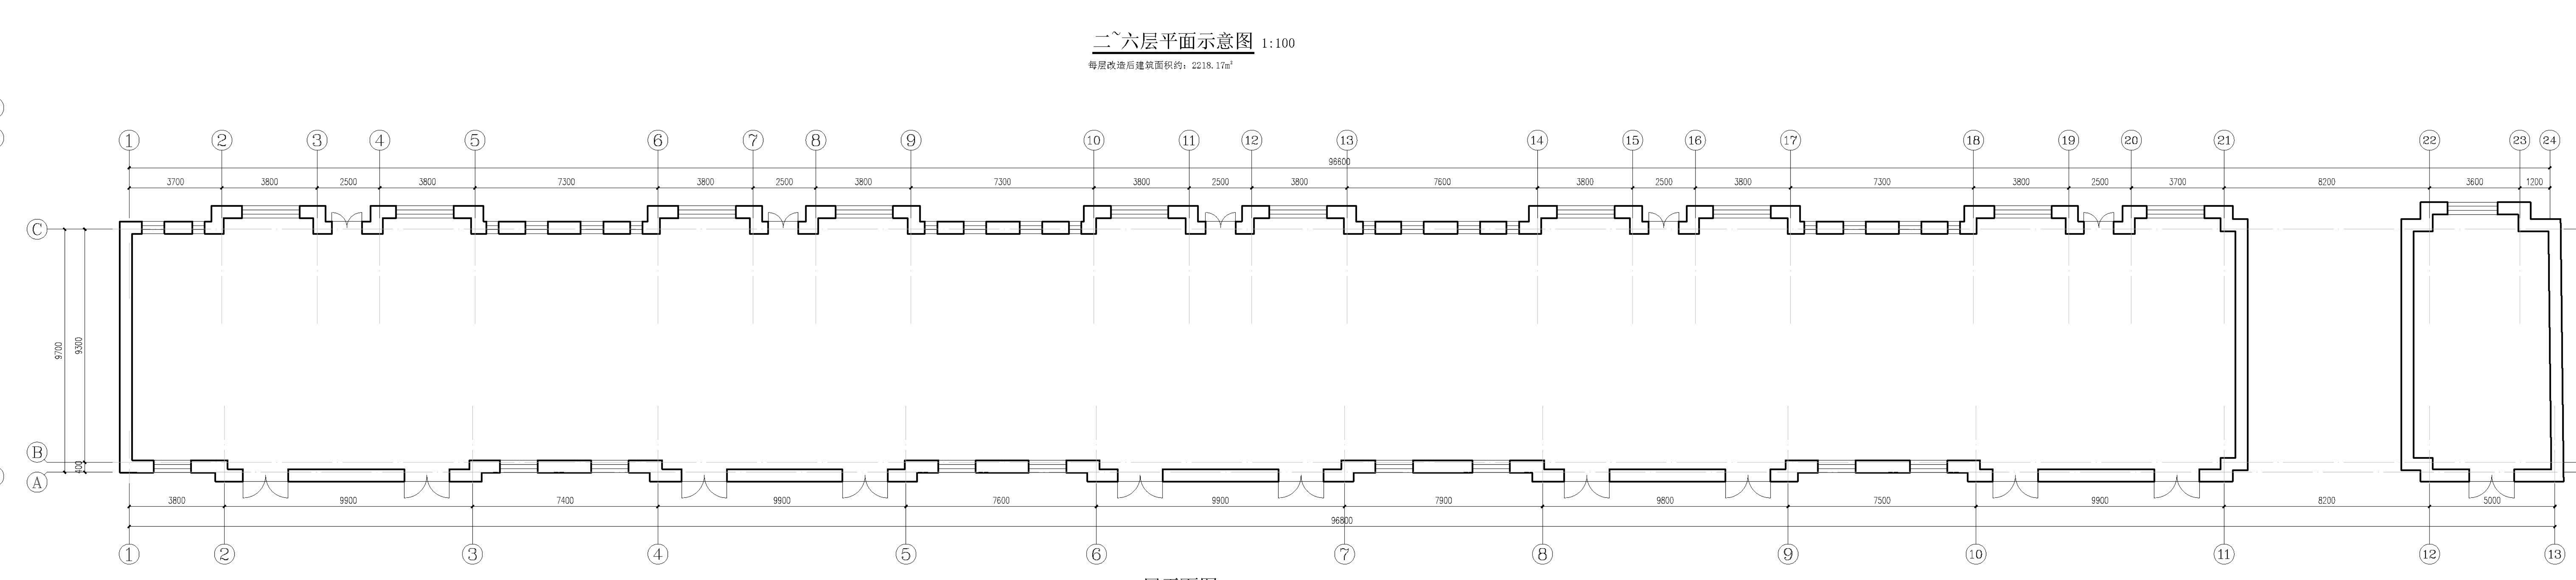 二~六层平面示意图 1:100
每层改造后建筑面积约: 2218.17m²
1 2 3 4 5 6 7 8 9 10 11 12 13 14 15 16 17 18 19 20 21 22 23 24
96600
3700 3800 2500 3800 7300 3800 2500 3800 7300 3800 2500 3800 7600 3800 2500 3800 7300 3800 2500 3700 8200 3600 1200
C
9700 9300
B
400
A
3800 9900 7400 9900 7600 9900 7900 9800 7500 9900 8200 5000
96800
1 2 3 4 5 6 7 8 9 10 11 12 13